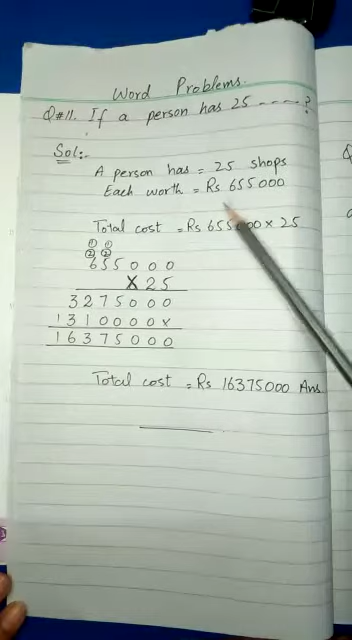 Word Problems.
Q#11. If a person has 25 ----?
Sol:-
A person has = 25 shops
Each worth = Rs 655000
Total cost = Rs 655000 × 25
① ①
② ②
655000
×25
3275000
1310000×
16375000
Total cost = Rs 16375000 Ans